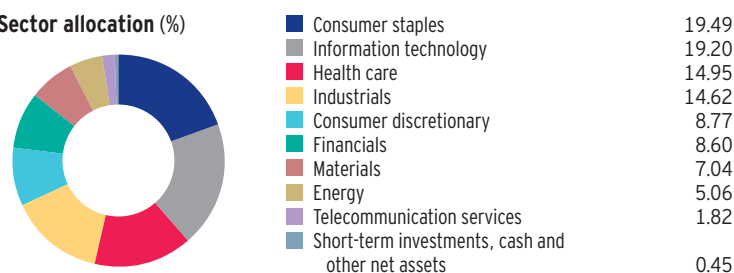 Sector allocation (%)
Consumer staples 19.49
Information technology 19.20
Health care 14.95
Industrials 14.62
Consumer discretionary 8.77
Financials 8.60
Materials 7.04
Energy 5.06
Telecommunication services 1.82
Short-term investments, cash and
other net assets 0.45